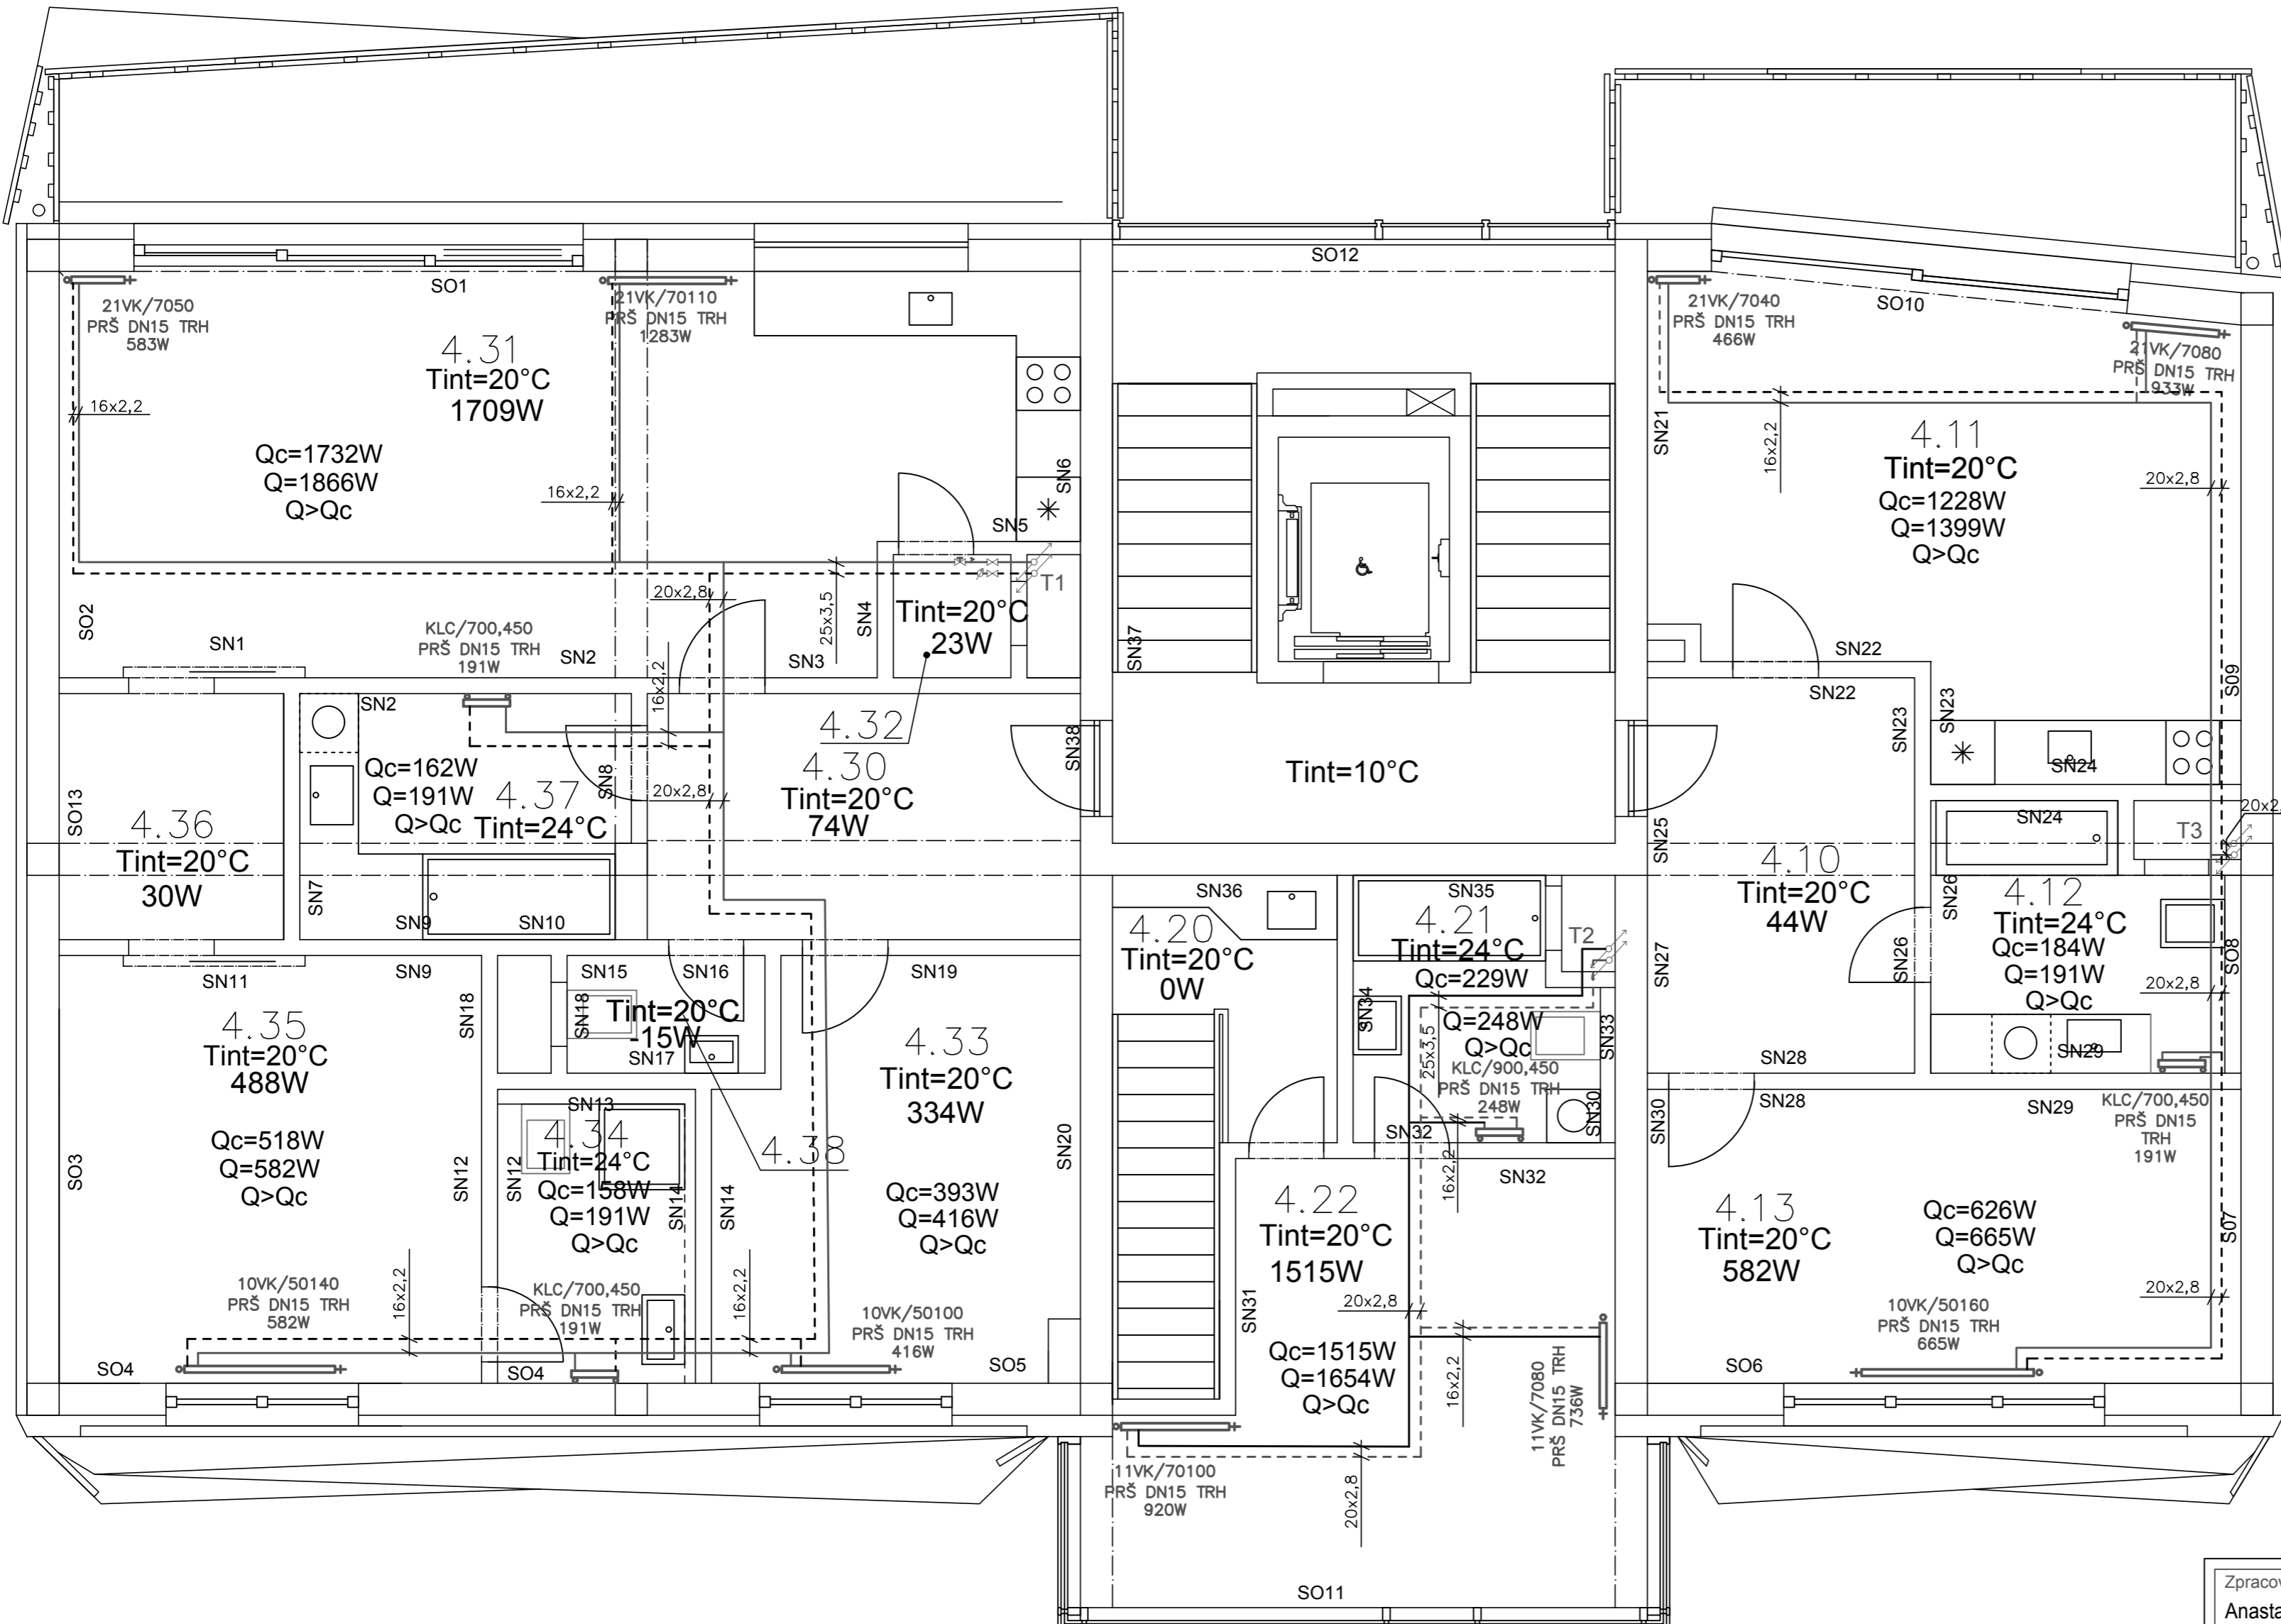 SO12
SO1
SO10
21VK/7050
PRŠ DN15 TRH
583W
21VK/70110
PRŠ DN15 TRH
1283W
21VK/7040
PRŠ DN15 TRH
466W
21VK/7080
PRŠ DN15 TRH
933W
4.31
Tint=20°C
1709W
16x2,2
Qc=1732W
Q=1866W
Q>Qc
16x2,2
SN6
SN5
SN21
16x2,2
4.11
Tint=20°C
Qc=1228W
Q=1399W
Q>Qc
20x2,8
T1
SO2
SN1
KLC/700,450
PRŠ DN15 TRH
191W
SN2
20x2,8
SN3
25x3,5
SN4
Tint=20°C
23W
SN37
SN22
SN22
SO9
SN2
16x2,2
4.32
4.30
Tint=20°C
74W
SN38
Tint=10°C
SN23
SN23
SN24
SO13
4.36
Tint=20°C
30W
Qc=162W
Q=191W
Q>Qc
4.37
Tint=24°C
SN8
20x2,8
SN25
4.10
Tint=20°C
44W
SN24
T3
SN7
SN9
SN10
SN36
4.20
Tint=20°C
0W
SN35
4.21
Tint=24°C
Qc=229W
Q=248W
Q>Qc
T2
SN26
SN26
4.12
Tint=24°C
Qc=184W
Q=191W
Q>Qc
20x2,8
SO8
SN11
SN9
SN18
SN15
SN16
SN19
SN18
Tint=20°C
-15W
SN17
SN34
25x3,5
SN33
SN27
KLC/900,450
PRŠ DN15 TRH
248W
SN28
SN29
4.35
Tint=20°C
488W
Qc=518W
Q=582W
Q>Qc
4.33
Tint=20°C
334W
Qc=393W
Q=416W
Q>Qc
SN13
4.34
Tint=24°C
Qc=158W
Q=191W
Q>Qc
4.38
SN20
SN32
SN30
SN30
SN28
SN29
KLC/700,450
PRŠ DN15
TRH
191W
SO3
SN12
SN12
SN14
SN14
16x2,2
SN32
4.22
Tint=20°C
1515W
Qc=1515W
Q=1654W
Q>Qc
4.13
Tint=20°C
582W
Qc=626W
Q=665W
Q>Qc
SO7
10VK/50140
PRŠ DN15 TRH
582W
16x2,2
KLC/700,450
PRŠ DN15 TRH
191W
16x2,2
10VK/50100
PRŠ DN15 TRH
416W
SN31
20x2,8
20x2,8
10VK/50160
PRŠ DN15 TRH
665W
SO4
SO4
SO5
16x2,2
11VK/7080
PRŠ DN15 TRH
736W
SO6
11VK/70100
PRŠ DN15 TRH
920W
20x2,8
SO11
Anasta